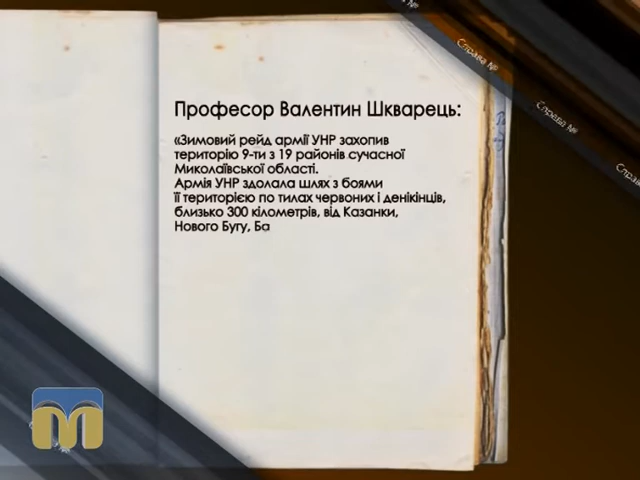 Професор Валентин Шкварець:
«Зимовий рейд армії УНР захопив
територію 9-ти з 19 районів сучасної
Миколаївської області.
Армія УНР здолала шлях з боями
її територією по тилах червоних і денікінців,
близько 300 кілометрів, від Казанки,
Нового Бугу, Ба
Справа №
Справа №
Спра